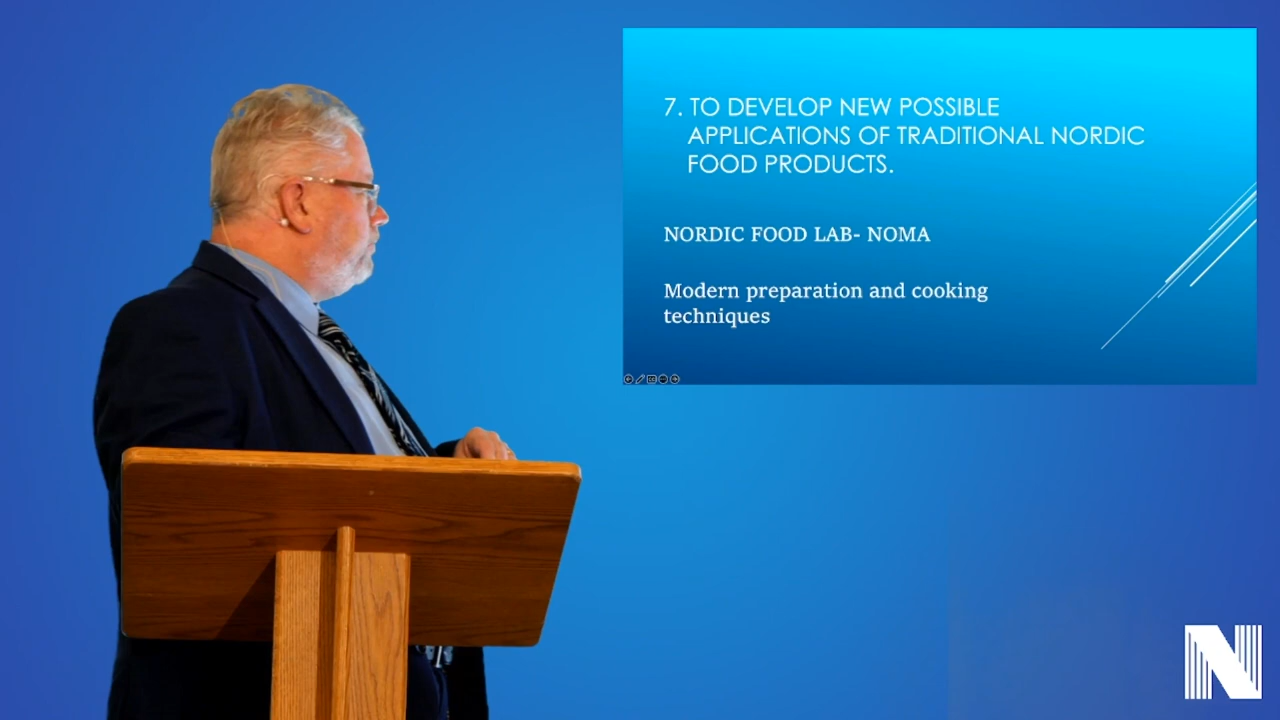 7. TO DEVELOP NEW POSSIBLE
APPLICATIONS OF TRADITIONAL NORDIC
FOOD PRODUCTS.
NORDIC FOOD LAB- NOMA
Modern preparation and cooking
techniques
N